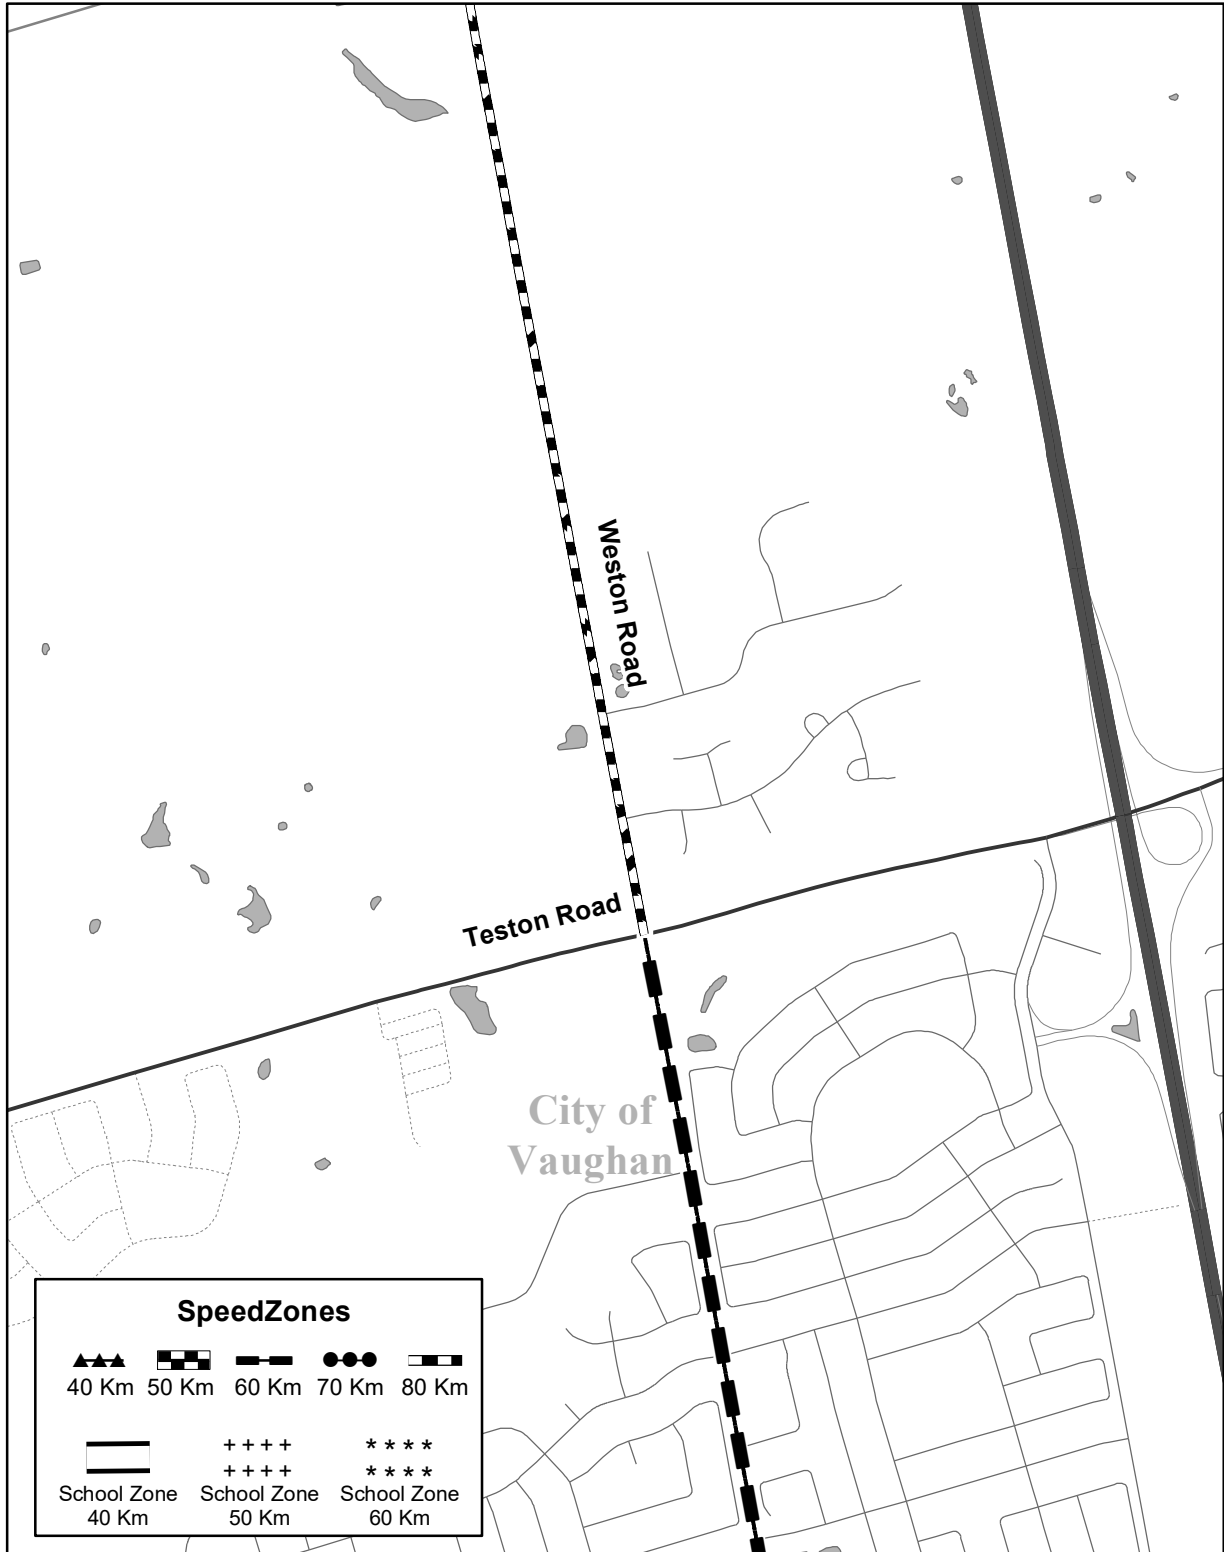 Weston Road
Teston Road
City of
Vaughan
SpeedZones
40 Km 50 Km 60 Km 70 Km 80 Km
+ + + + * * * *
+ + + + * * * *
School Zone School Zone School Zone
40 Km 50 Km 60 Km